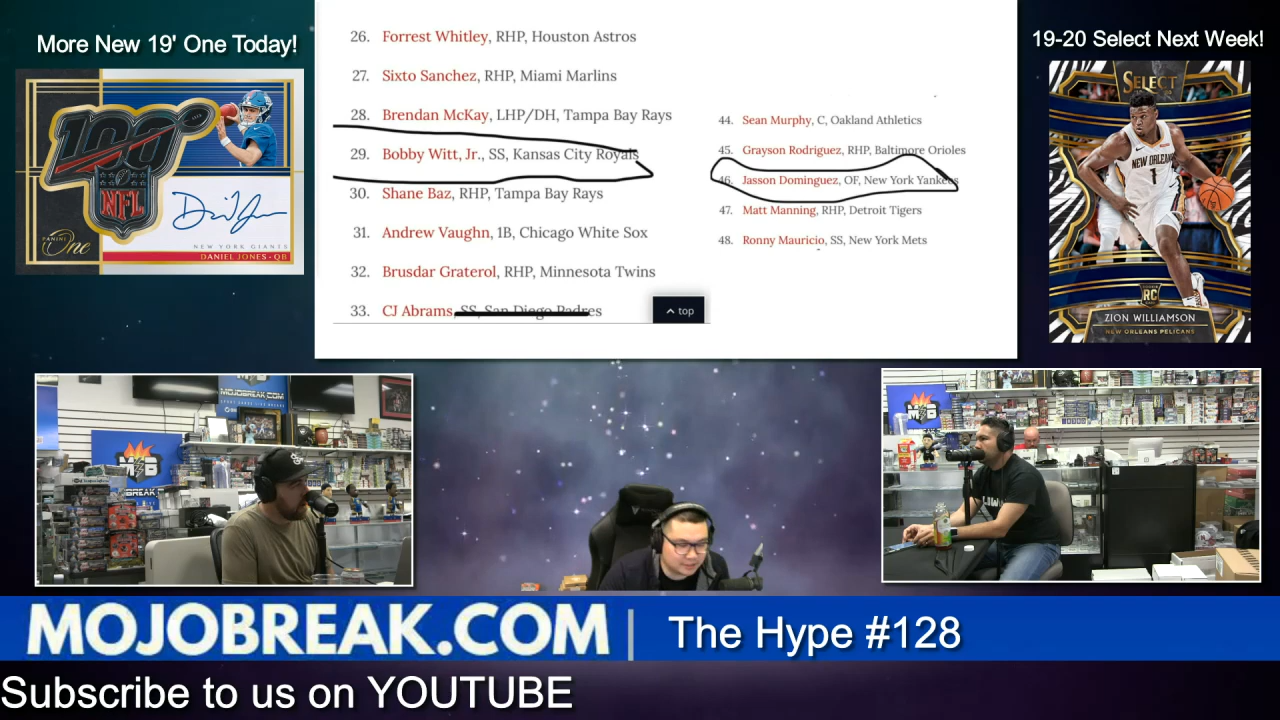 More New 19' One Today!
100
NFL
PANINI
One
NEW YORK GIANTS
DANIEL JONES - QB
26. Forrest Whitley, RHP, Houston Astros
27. Sixto Sanchez, RHP, Miami Marlins
28. Brendan McKay, LHP/DH, Tampa Bay Rays
29. Bobby Witt, Jr., SS, Kansas City Royals
30. Shane Baz, RHP, Tampa Bay Rays
31. Andrew Vaughn, 1B, Chicago White Sox
32. Brusdar Graterol, RHP, Minnesota Twins
33. CJ Abrams, SS, San Diego Padres
top
44. Sean Murphy, C, Oakland Athletics
45. Grayson Rodriguez, RHP, Baltimore Orioles
46. Jasson Dominguez, OF, New York Yankees
47. Matt Manning, RHP, Detroit Tigers
48. Ronny Mauricio, SS, New York Mets
19-20 Select Next Week!
SELECT
NEW ORLEANS
1
RC
ZION WILLIAMSON
NEW ORLEANS PELICANS
MOJOBREAK.COM
MOJOBREAK
MOJOBREAK.COM | The Hype #128
Subscribe to us on YOUTUBE